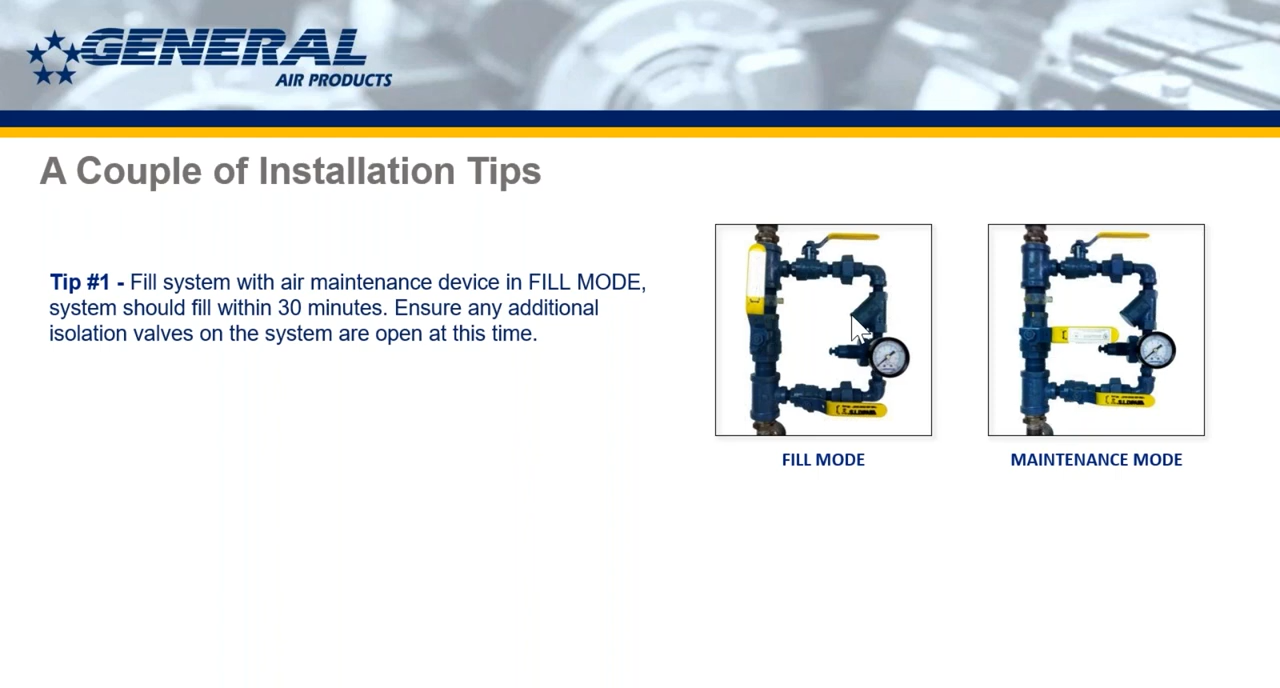 GENERAL
AIR PRODUCTS
A Couple of Installation Tips
Tip #1 - Fill system with air maintenance device in FILL MODE,
system should fill within 30 minutes. Ensure any additional
isolation valves on the system are open at this time.
FILL MODE
MAINTENANCE MODE